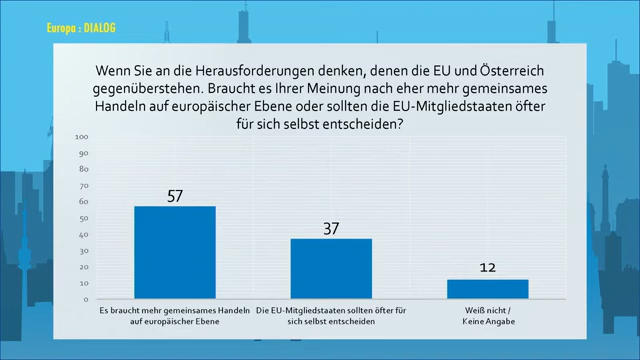 Europa : DIALOG
Wenn Sie an die Herausforderungen denken, denen die EU und Österreich
gegenüberstehen. Braucht es Ihrer Meinung nach eher mehr gemeinsames
Handeln auf europäischer Ebene oder sollten die EU-Mitgliedstaaten öfter
für sich selbst entscheiden?
100
90
80
70
60
50
40
30
20
10
0
57
37
12
Es braucht mehr gemeinsames Handeln
auf europäischer Ebene
Die EU-Mitgliedstaaten sollten öfter für
sich selbst entscheiden
Weiß nicht /
Keine Angabe